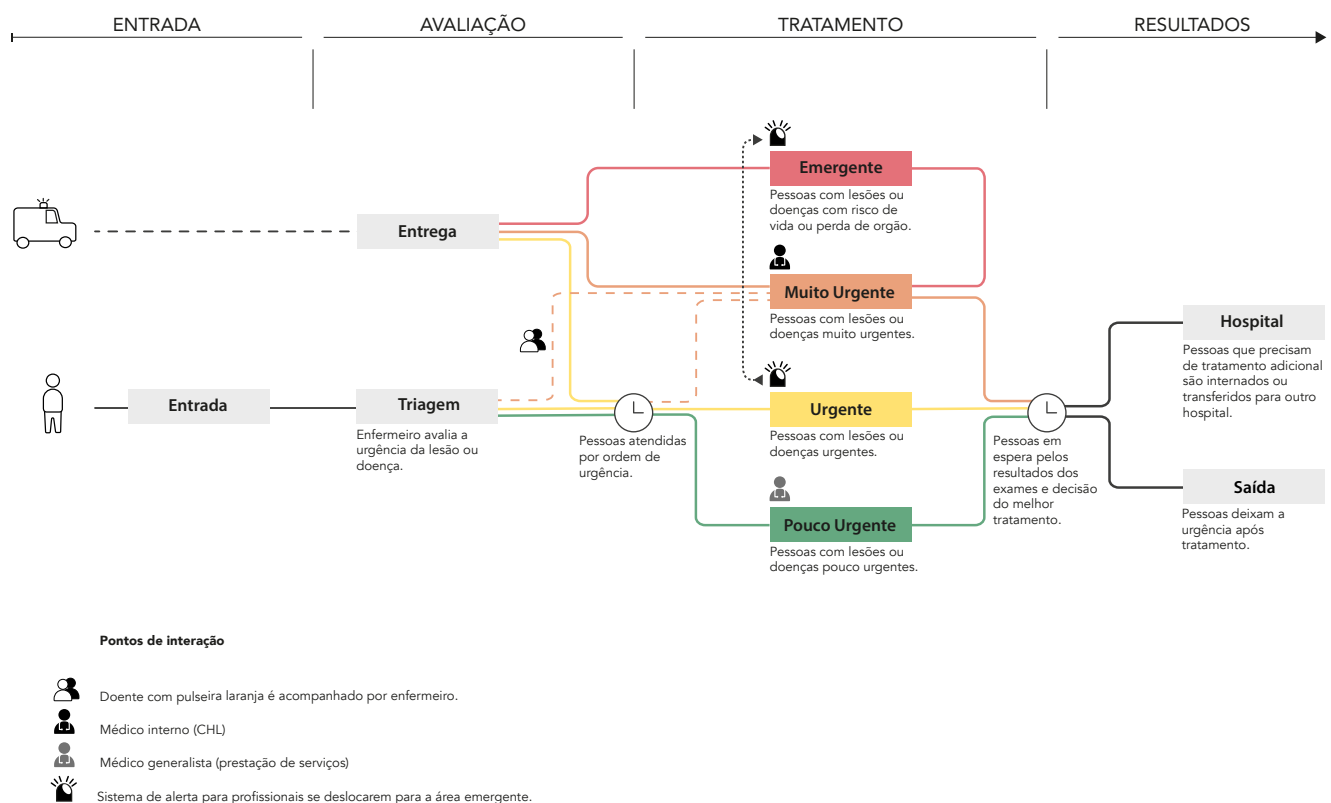 ENTRADA
AVALIAÇÃO
TRATAMENTO
RESULTADOS
Emergente
Pessoas com lesões ou
doenças com risco de
vida ou perda de orgão.
Entrega
Muito Urgente
Pessoas com lesões ou
doenças muito urgentes.
Hospital
Pessoas que precisam
de tratamento adicional
são internados ou
transferidos para outro
hospital.
Entrada
Triagem
Enfermeiro avalia a
urgência da lesão ou
doença.
Pessoas atendidas
por ordem de
urgência.
Urgente
Pessoas com lesões ou
doenças urgentes.
Pessoas em
espera pelos
resultados dos
exames e decisão
do melhor
tratamento.
Saída
Pessoas deixam a
urgência após
tratamento.
Pouco Urgente
Pessoas com lesões ou
doenças pouco urgentes.
Pontos de interação
Doente com pulseira laranja é acompanhado por enfermeiro.
Médico interno (CHL)
Médico generalista (prestação de serviços)
Sistema de alerta para profissionais se deslocarem para a área emergente.